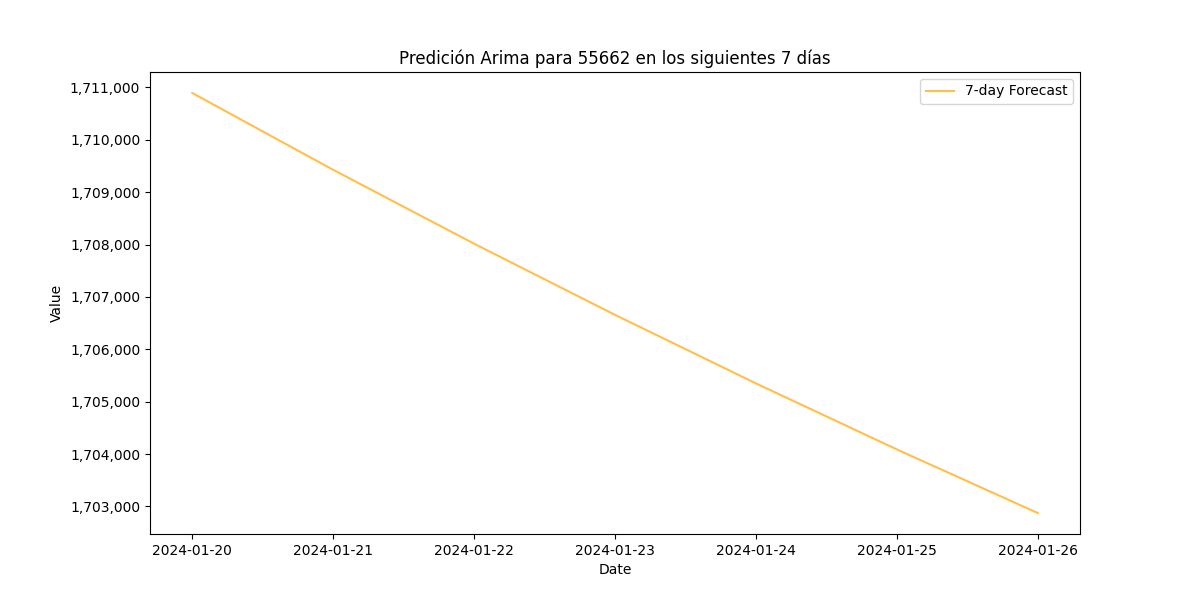 Predición Arima para 55662 en los siguientes 7 días
7-day Forecast
Value
1,711,000
1,710,000
1,709,000
1,708,000
1,707,000
1,706,000
1,705,000
1,704,000
1,703,000
2024-01-20 2024-01-21 2024-01-22 2024-01-23 2024-01-24 2024-01-25 2024-01-26
Date